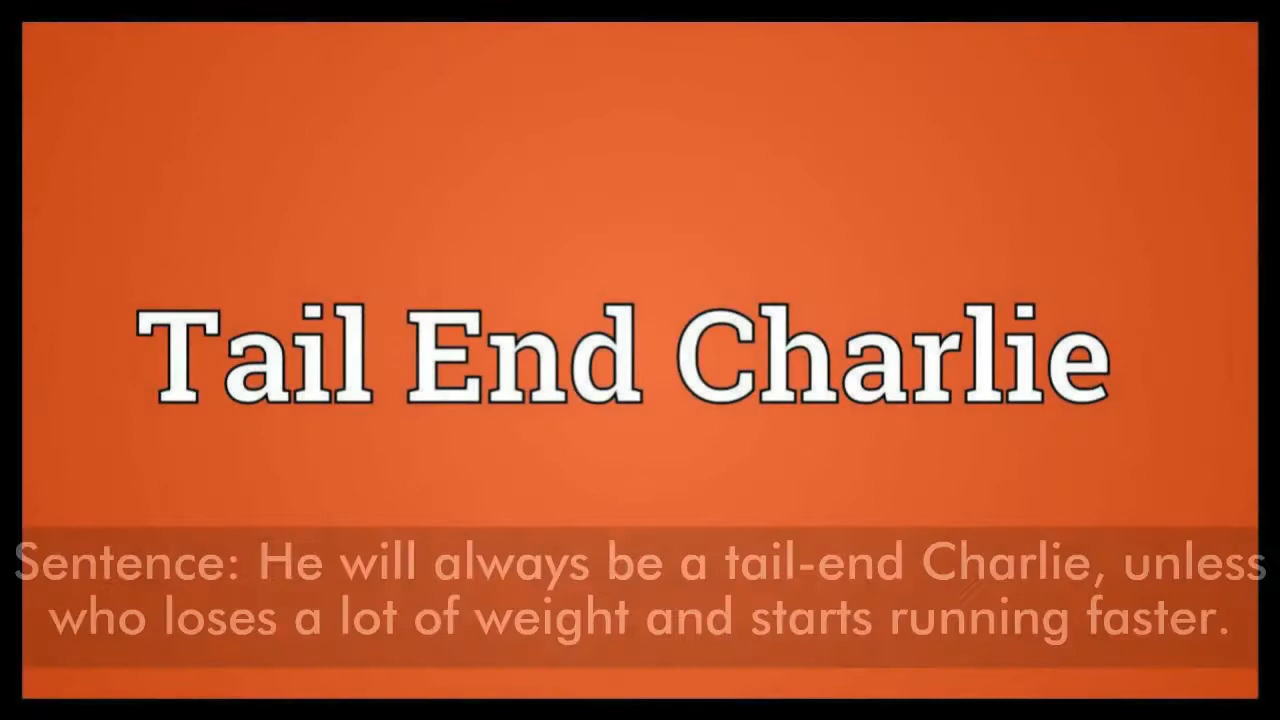 Tail End Charlie
Sentence: He will always be a tail-end Charlie, unless
who loses a lot of weight and starts running faster.